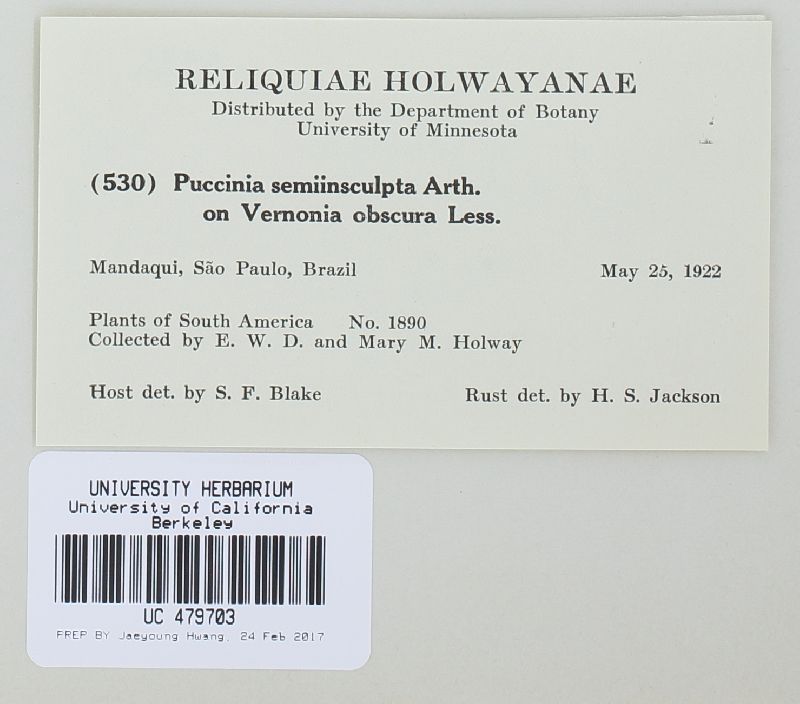 RELIQUIAE HOLWAYANAE
Distributed by the Department of Botany
University of Minnesota
(530) Puccinia semiinsculpta Arth.
on Vernonia obscura Less.
Mandaqui, São Paulo, Brazil May 25, 1922
Plants of South America No. 1890
Collected by E. W. D. and Mary M. Holway
Host det. by S. F. Blake Rust det. by H. S. Jackson
UNIVERSITY HERBARIUM
University of California
Berkeley
UC 479703
PREP BY Jaeyoung Hwang, 24 Feb 2017